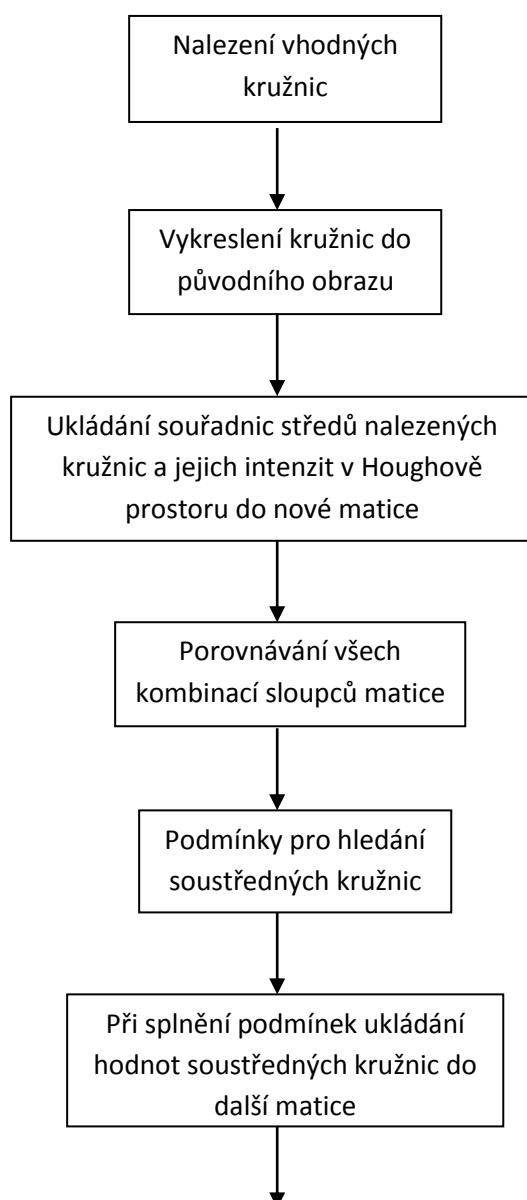 Nalezení vhodných
kružnic
Vykreslení kružnic do
původního obrazu
Ukládání souřadnic středů nalezených
kružnic a jejich intenzit v Houghově
prostoru do nové matice
Porovnávání všech
kombinací sloupců matice
Podmínky pro hledání
soustředných kružnic
Při splnění podmínek ukládání
hodnot soustředných kružnic do
další matice